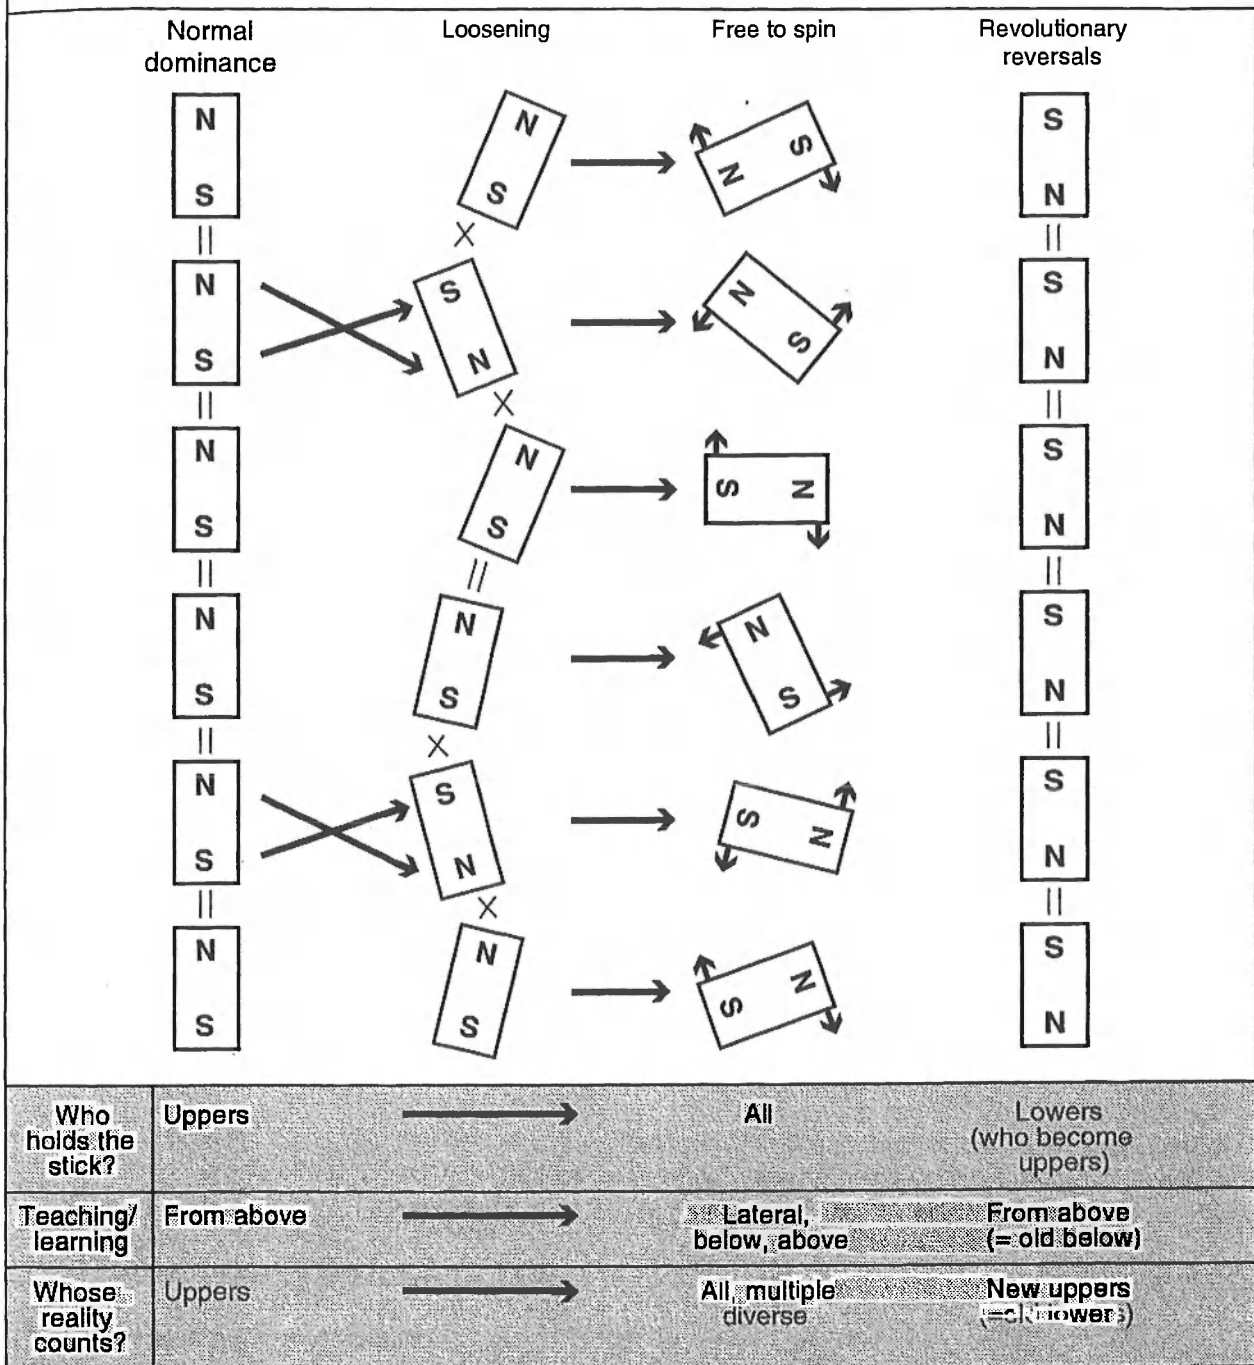 Normal
dominance
Loosening
Free to spin
Revolutionary
reversals
N
S
N
S
N
S
N
S
N
S
N
S
N
S
S
N
N
S
N
S
S
N
N
S
N S
N
S
S N
N
S
S N
S N
S
N
S
N
S
N
S
N
S
N
S
N
Who
holds the
stick?
Uppers
All
Lowers
(who become
uppers)
Teaching/
learning
From above
Lateral,
below, above
From above
(= old below)
Whose
reality
counts?
Uppers
All, multiple
diverse
New uppers
(=old lowers)